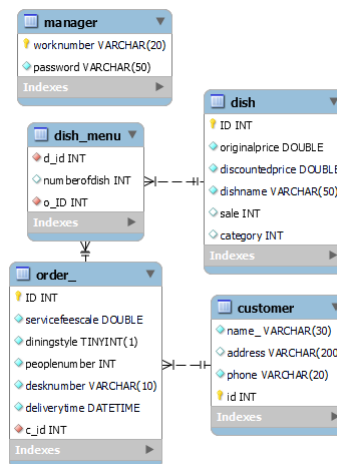 manager
worknumber VARCHAR(20)
password VARCHAR(50)
Indexes
dish_menu
d_id INT
numberofdish INT
o_ID INT
Indexes
dish
ID INT
originalprice DOUBLE
discountedprice DOUBLE
dishname VARCHAR(50)
sale INT
category INT
Indexes
order_
ID INT
servicefeescale DOUBLE
diningstyle TINYINT(1)
peoplenumber INT
desknumber VARCHAR(10)
deliverytime DATETIME
c_id INT
Indexes
customer
name_ VARCHAR(30)
address VARCHAR(200
phone VARCHAR(20)
id INT
Indexes